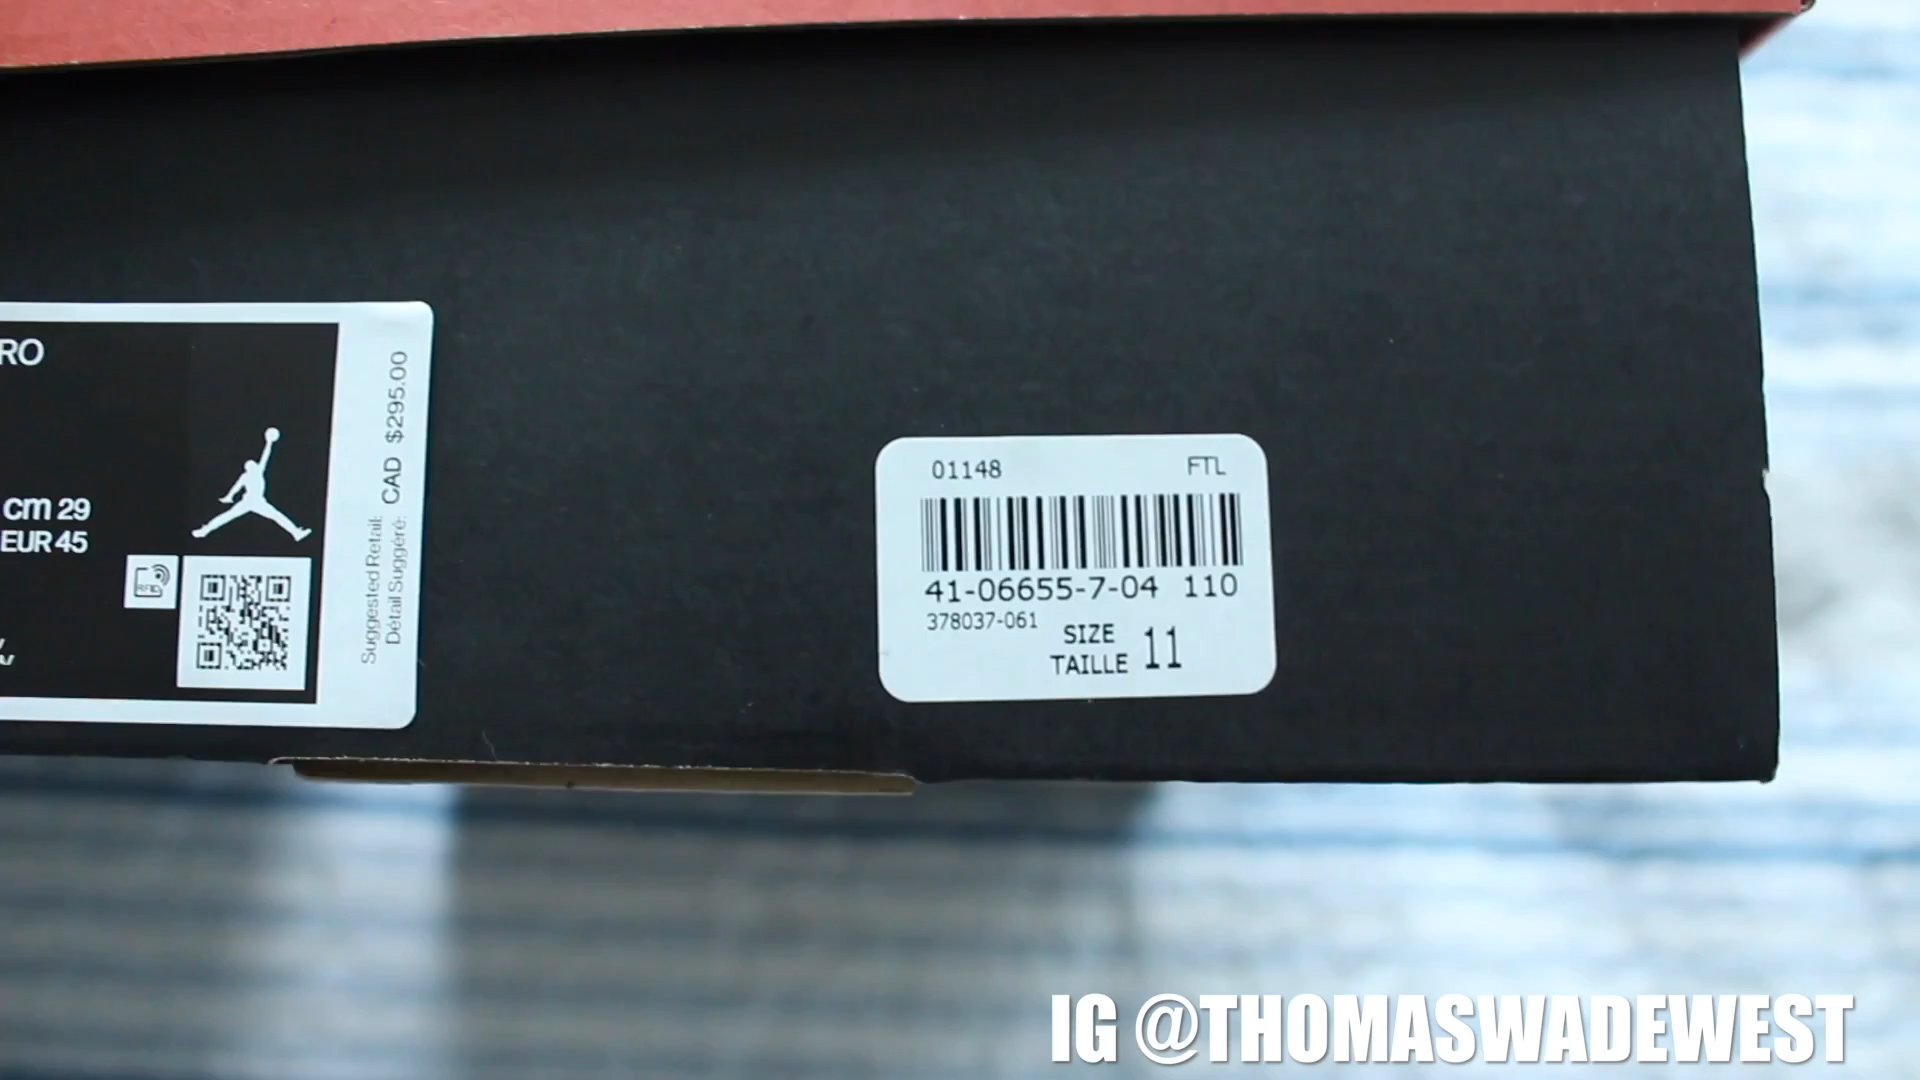 RO
cm 29
EUR 45
RFID
Suggested Retail:
Détail Suggéré: CAD $295.00
01148 FTL
41-06655-7-04 110
378037-061
SIZE
TAILLE 11
IG @THOMASWADEWEST